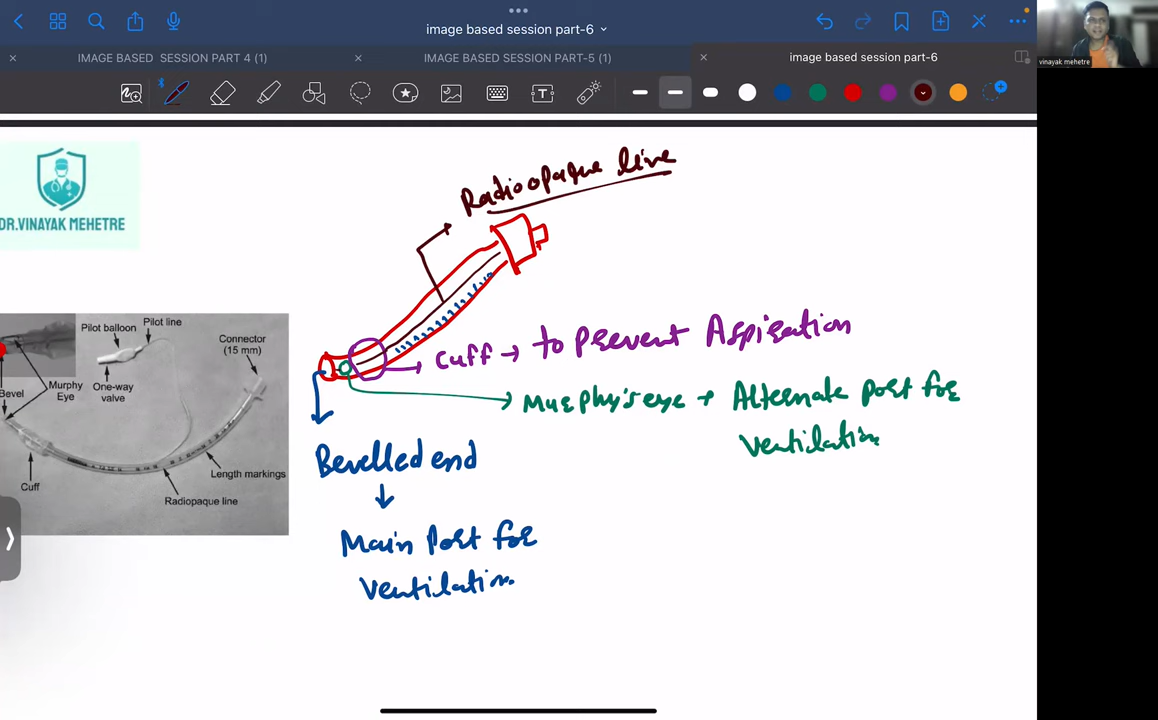 image based session part-6
IMAGE BASED SESSION PART 4 (1)
IMAGE BASED SESSION PART-5 (1)
image based session part-6
vinayak mehetre
DR.VINAYAK MEHETRE
Radioopaque line
Pilot balloon
Pilot line
Connector
(15 mm)
Bevel
Murphy
Eye
One-way
valve
Cuff
Length markings
Radiopaque line
Cuff → to Prevent Aspiration
Murphy's eye → Alternate port for
Ventilation
Bevelled end
↓
Main Port for
Ventilation.